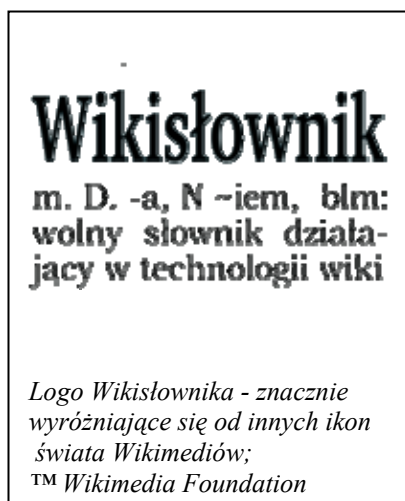 Wikisłownik
m. D. -a, N ~iem, blm:
wolny słownik działa-
jący w technologii wiki
Logo Wikisłownika - znacznie
wyróżniające się od innych ikon
świata Wikimediów;
™ Wikimedia Foundation